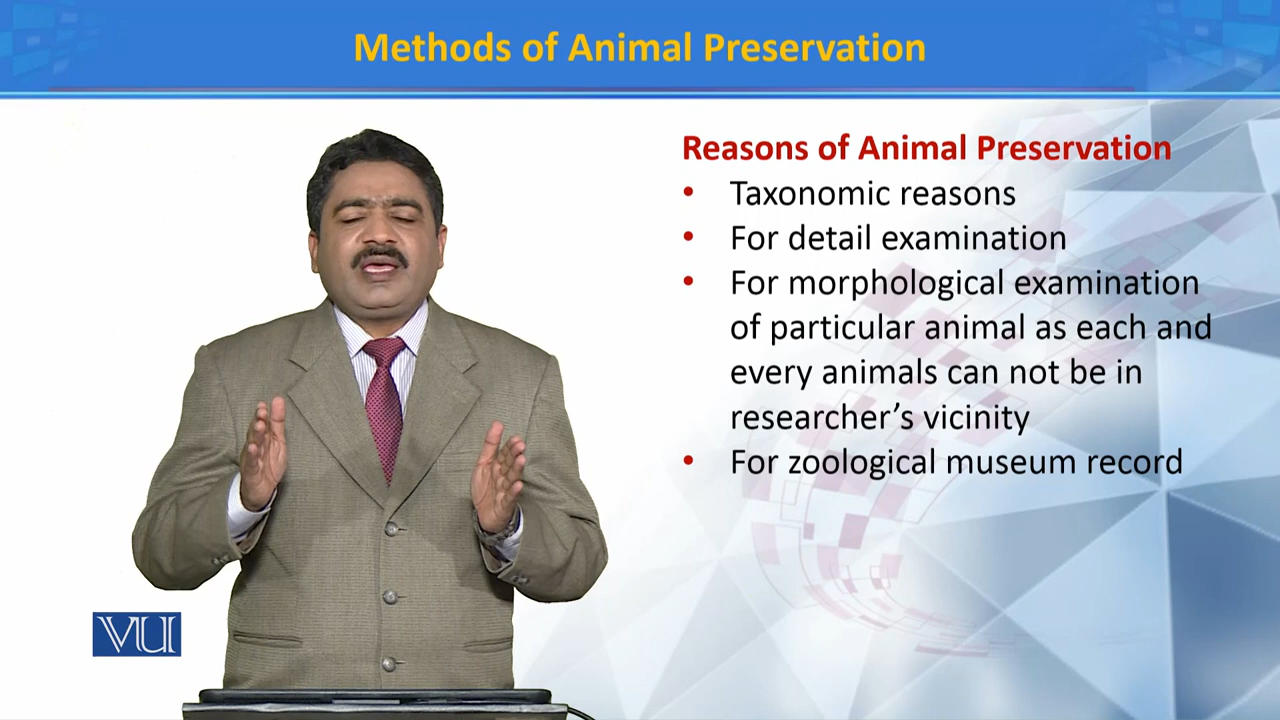 Methods of Animal Preservation
Reasons of Animal Preservation
• Taxonomic reasons
• For detail examination
• For morphological examination
of particular animal as each and
every animals can not be in
researcher’s vicinity
• For zoological museum record
VU